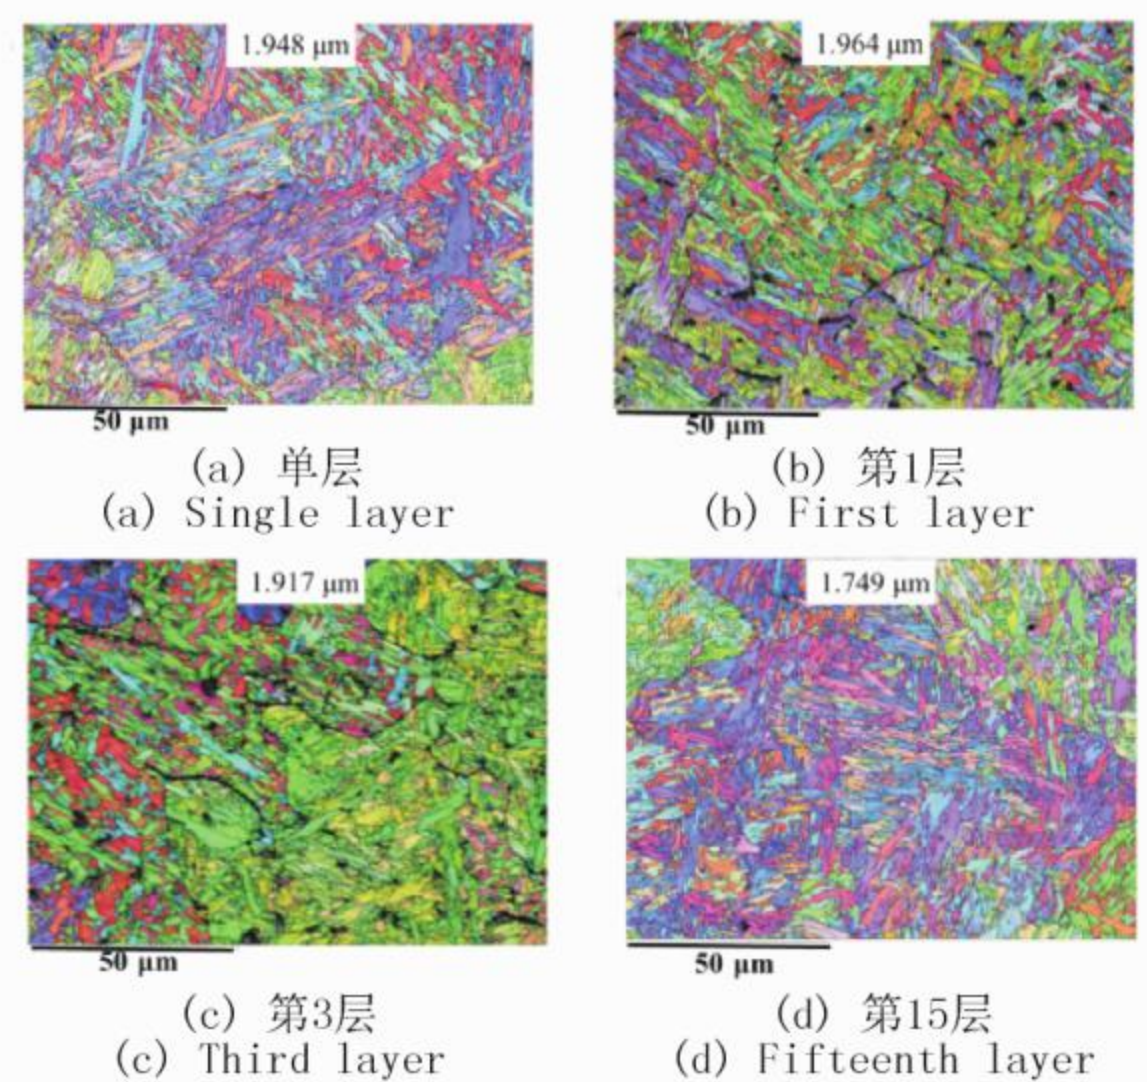 1.948 μm
1.964 μm
50 μm
50 μm
(a) 单层
(a) Single layer
(b) 第1层
(b) First layer
1.917 μm
1.749 μm
50 μm
50 μm
(c) 第3层
(c) Third layer
(d) 第15层
(d) Fifteenth layer